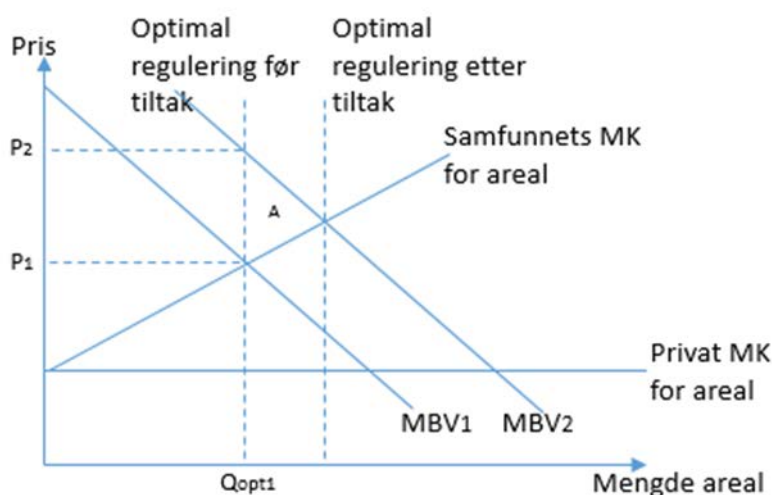 Optimal
regulering før
tiltak
Optimal
regulering etter
tiltak
Pris
Samfunnets MK
for areal
P2
A
P1
Privat MK
for areal
MBV1
MBV2
Qopt1
Mengde areal